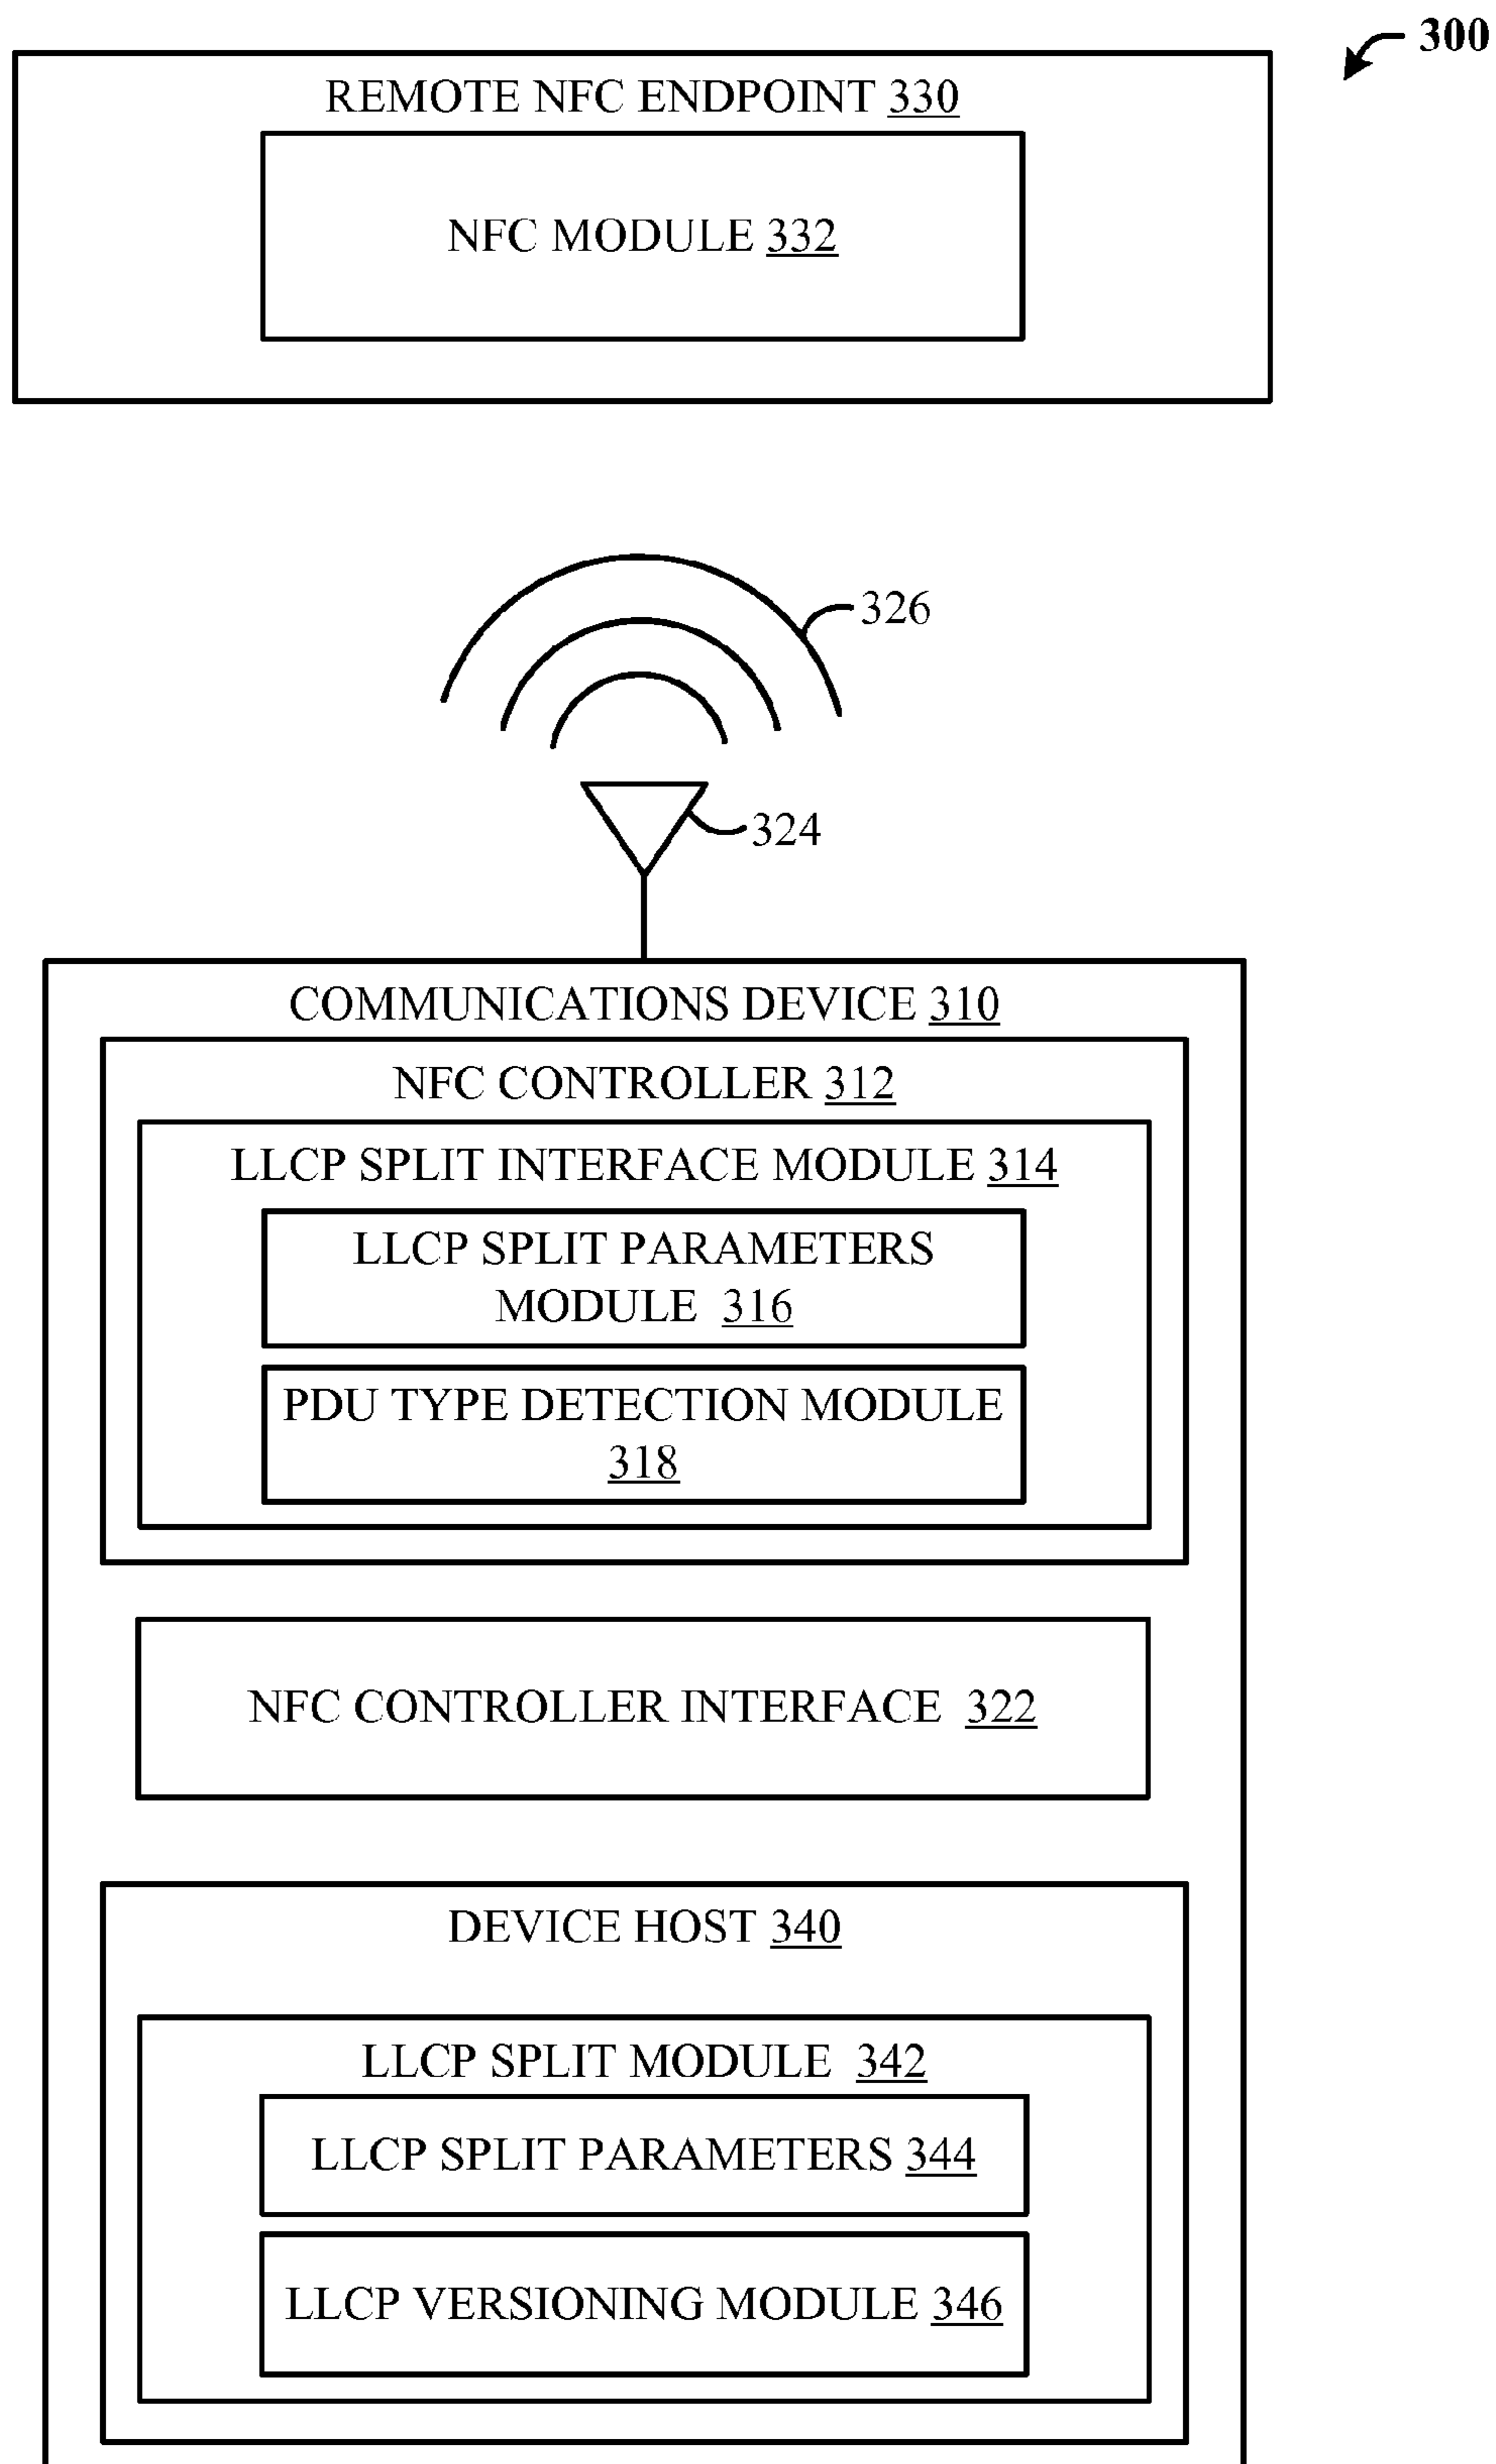 300
REMOTE NFC ENDPOINT 330
NFC MODULE 332
326
324
COMMUNICATIONS DEVICE 310
NFC CONTROLLER 312
LLCP SPLIT INTERFACE MODULE 314
LLCP SPLIT PARAMETERS
MODULE 316
PDU TYPE DETECTION MODULE
318
NFC CONTROLLER INTERFACE 322
DEVICE HOST 340
LLCP SPLIT MODULE 342
LLCP SPLIT PARAMETERS 344
LLCP VERSIONING MODULE 346